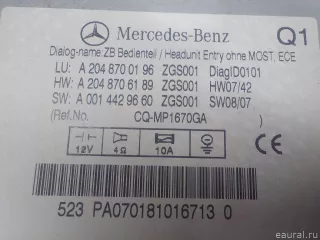 Mercedes-Benz Q1
Dialog-name: ZB Bedienteil / Headunit Entry ohne MOST, ECE
LU: A 204 870 01 96 ZGS001 DiagID0101
HW: A 204 870 61 89 ZGS001 HW07/42
SW: A 001 442 96 60 ZGS001 SW08/07
(Ref.No. CQ-MP1670GA )
12V 4Ω 10A
523 PA070181016713 0
© eaural.ru